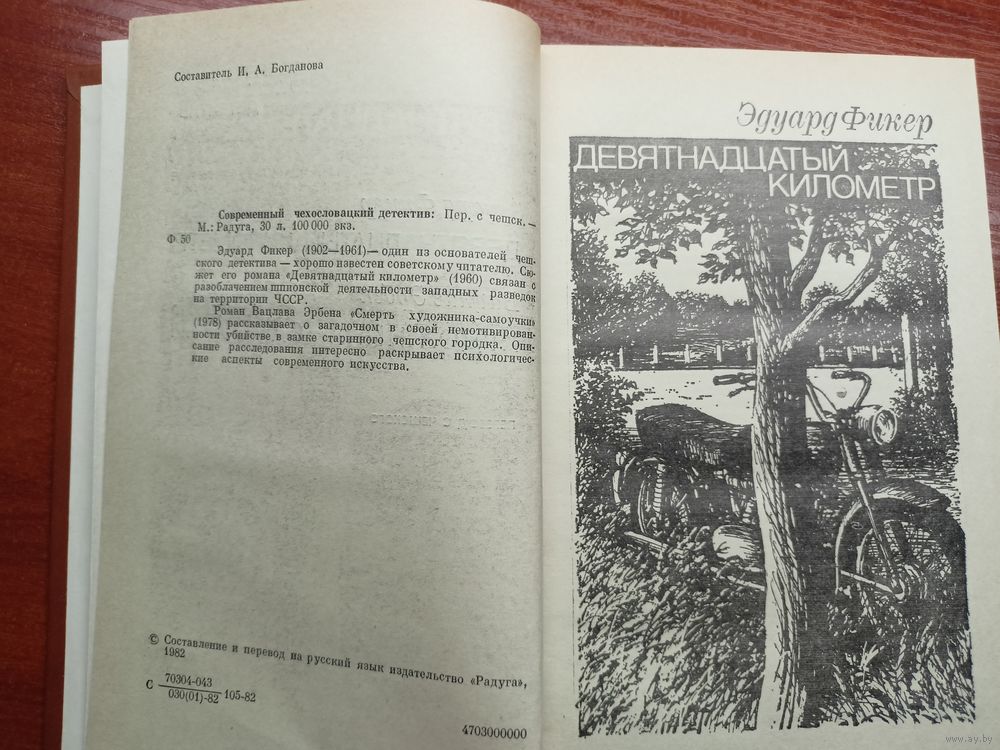 Составитель И. А. Богданова
Современный чехословацкий детектив: Пер. с чешск. —
М.: Радуга, 30 л. 100 000 экз.
Ф 50
Эдуард Фикер (1902—1961) — один из основателей чеш-
ского детектива — хорошо известен советскому читателю. Сю-
жет его романа «Девятнадцатый километр» (1960) связан с
разоблачением шпионской деятельности западных разведок
на территории ЧССР.
Роман Вацлава Эрбена «Смерть художника-самоучки»
(1978) рассказывает о загадочном в своей немотивирован-
ности убийстве в замке старинного чешского городка. Опи-
сание расследования интересно раскрывает психологичес-
кие аспекты современного искусства.
© Составление и перевод на русский язык издательство «Радуга»,
1982
С 70304-043
030(01)-82 105-82
4703000000
Эдуард Фикер
ДЕВЯТНАДЦАТЫЙ
КИЛОМЕТР
www.ay.by